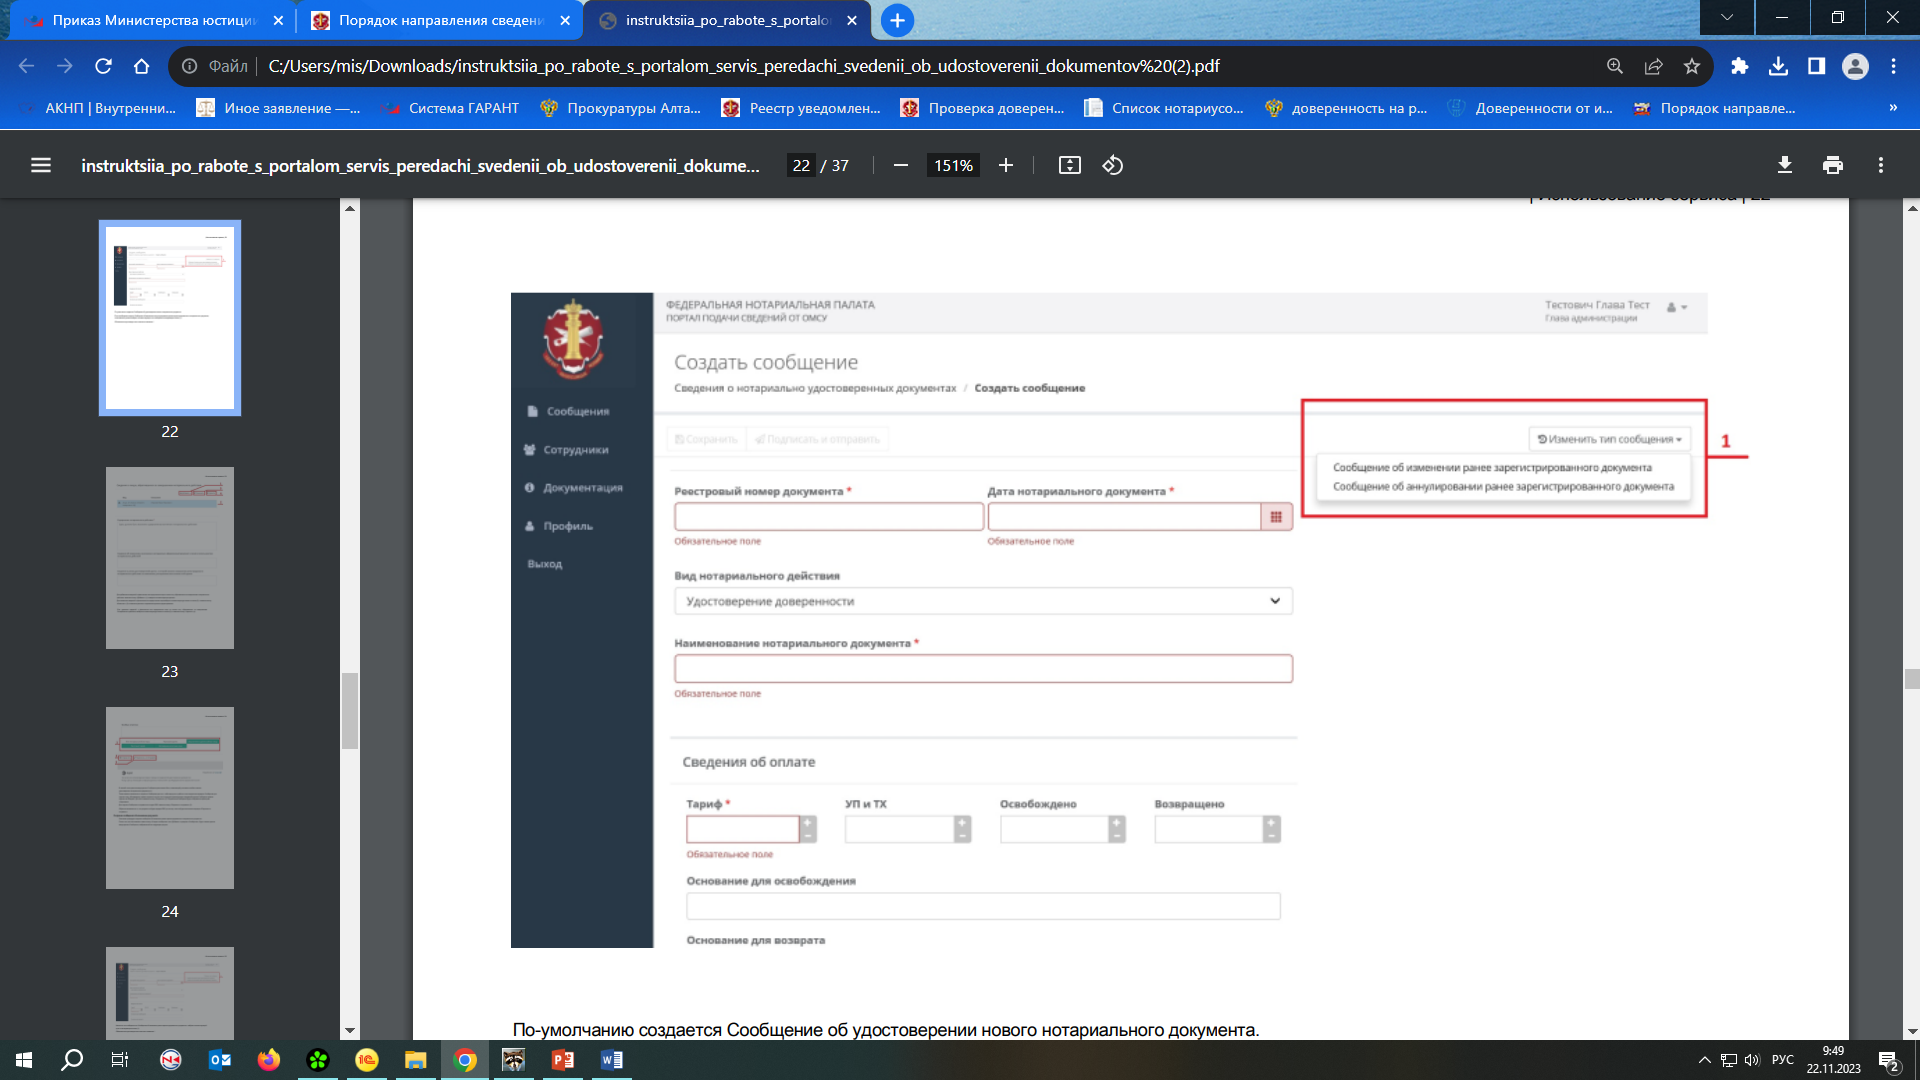 Приказ Министерства юстиции
Порядок направления сведени
instruktsiia_po_rabote_s_portalo
Файл
C:/Users/mis/Downloads/instruktsiia_po_rabote_s_portalom_servis_peredachi_svedenii_ob_udostoverenii_dokumentov%20(2).pdf
АКНП | Внутренни...
Иное заявление —...
Система ГАРАНТ
Прокуратуры Алта...
Реестр уведомлен...
Проверка доверен...
Список нотариусо...
доверенность на р...
Доверенности от и...
Порядок направле...
»
instruktsiia_po_rabote_s_portalom_servis_peredachi_svedenii_ob_udostoverenii_dokume...
22 / 37
151%
22
23
24
| Использование сервиса | 22
ФЕДЕРАЛЬНАЯ НОТАРИАЛЬНАЯ ПАЛАТА
ПОРТАЛ ПОДАЧИ СВЕДЕНИЙ ОТ ОМСУ
Тестович Глава Тест
Глава администрации
Создать сообщение
Сведения о нотариально удостоверенных документах / Создать сообщение
Сообщения
Сотрудники
Документация
Профиль
Выход
Сохранить
Подписать и отправить
Изменить тип сообщения
Сообщение об изменении ранее зарегистрированного документа
Сообщение об аннулировании ранее зарегистрированного документа
1
Реестровый номер документа *
Дата нотариального документа *
Обязательное поле
Обязательное поле
Вид нотариального действия
Удостоверение доверенности
Наименование нотариального документа *
Обязательное поле
Сведения об оплате
Тариф *
УП и ТХ
Освобождено
Возвращено
Обязательное поле
Основание для освобождения
Основание для возврата
По-умолчанию создается Сообщение об удостоверении нового нотариального документа.
РУС
9:49
22.11.2023
2